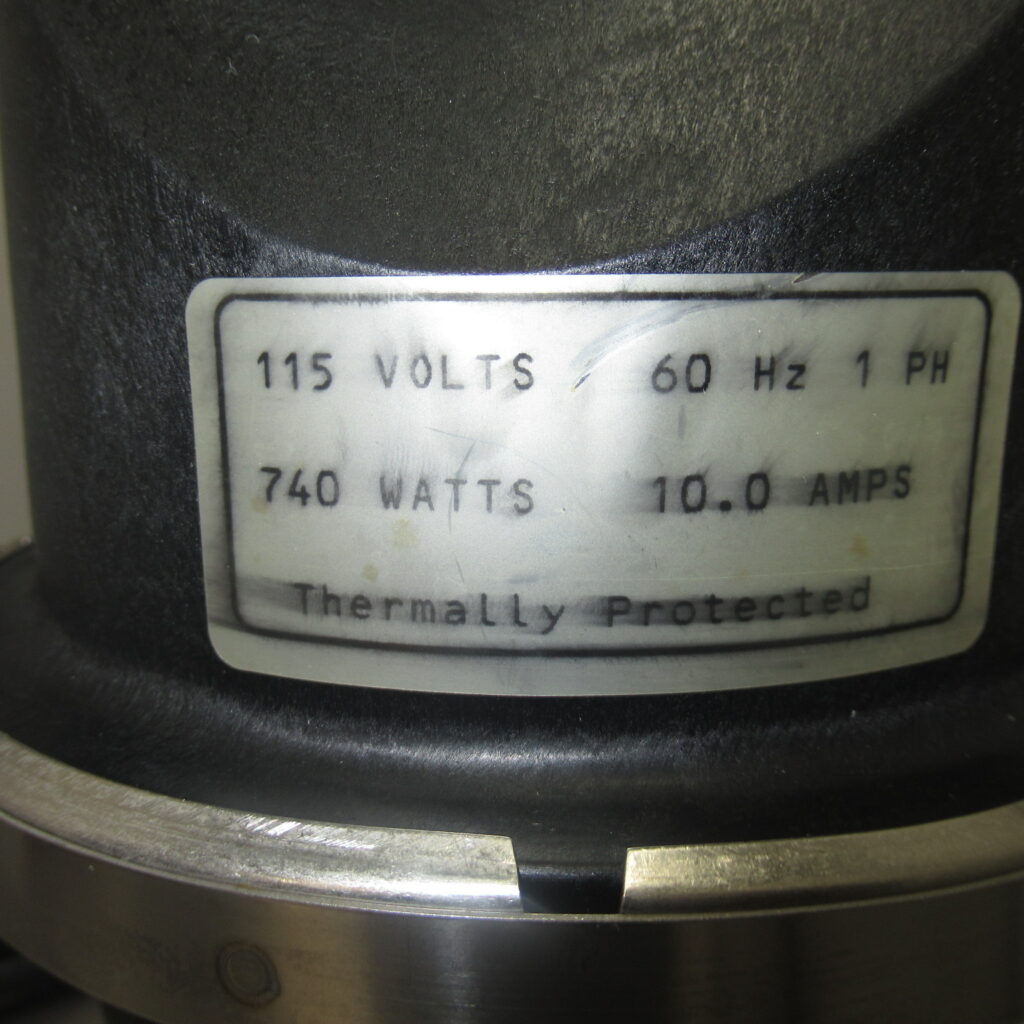 115 VOLTS 60 Hz 1 PH
740 WATTS 10.0 AMPS
Thermally Protected